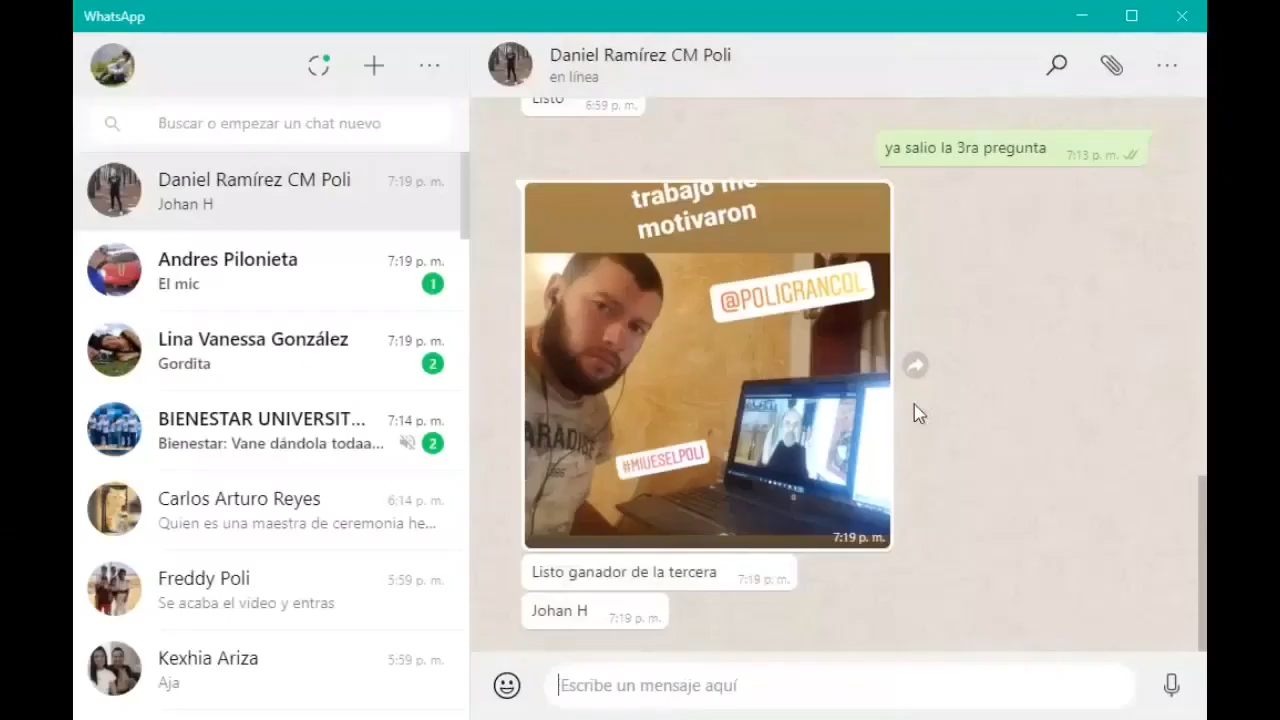 WhatsApp
Buscar o empezar un chat nuevo
Daniel Ramírez CM Poli
7:19 p. m.
Johan H
Andres Pilonieta
7:19 p. m.
El mic
1
Lina Vanessa González
7:19 p. m.
Gordita
2
BIENESTAR UNIVERSIT...
7:14 p. m.
Bienestar: Vane dándola todaa...
2
Carlos Arturo Reyes
6:14 p. m.
Quien es una maestra de ceremonia he...
Freddy Poli
5:59 p. m.
Se acaba el video y entras
Kexhia Ariza
5:59 p. m.
Aja
Daniel Ramírez CM Poli
en línea
Listo
6:59 p. m.
ya salio la 3ra pregunta
7:13 p. m.
trabajo me
motivaron
@POLIGRANCOL
#MIUESELPOLI
7:19 p. m.
Listo ganador de la tercera
7:19 p. m.
Johan H
7:19 p. m.
Escribe un mensaje aquí